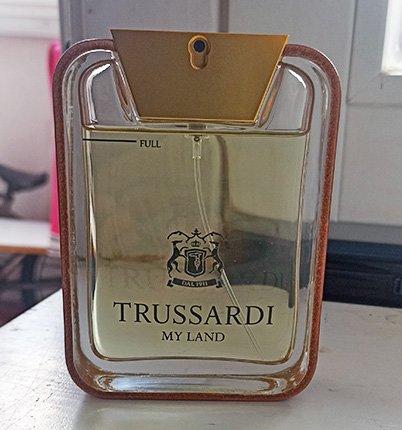 FULL
DAL 1911
TRUSSARDI
MY LAND